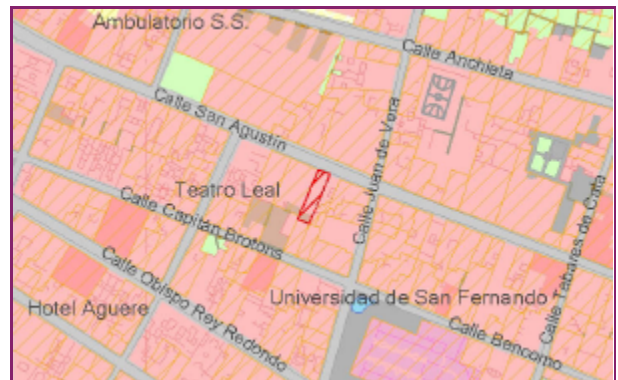 Ambulatorio S.S.
Calle Anchieta
Calle San Agustín
Calle Juan de Vera
Teatro Leal
Calle Capitán Brotons
Calle Tabares de Cala
Calle Obispo Rey Redondo
Hotel Aguere
Universidad de San Fernando
Calle Bencomo